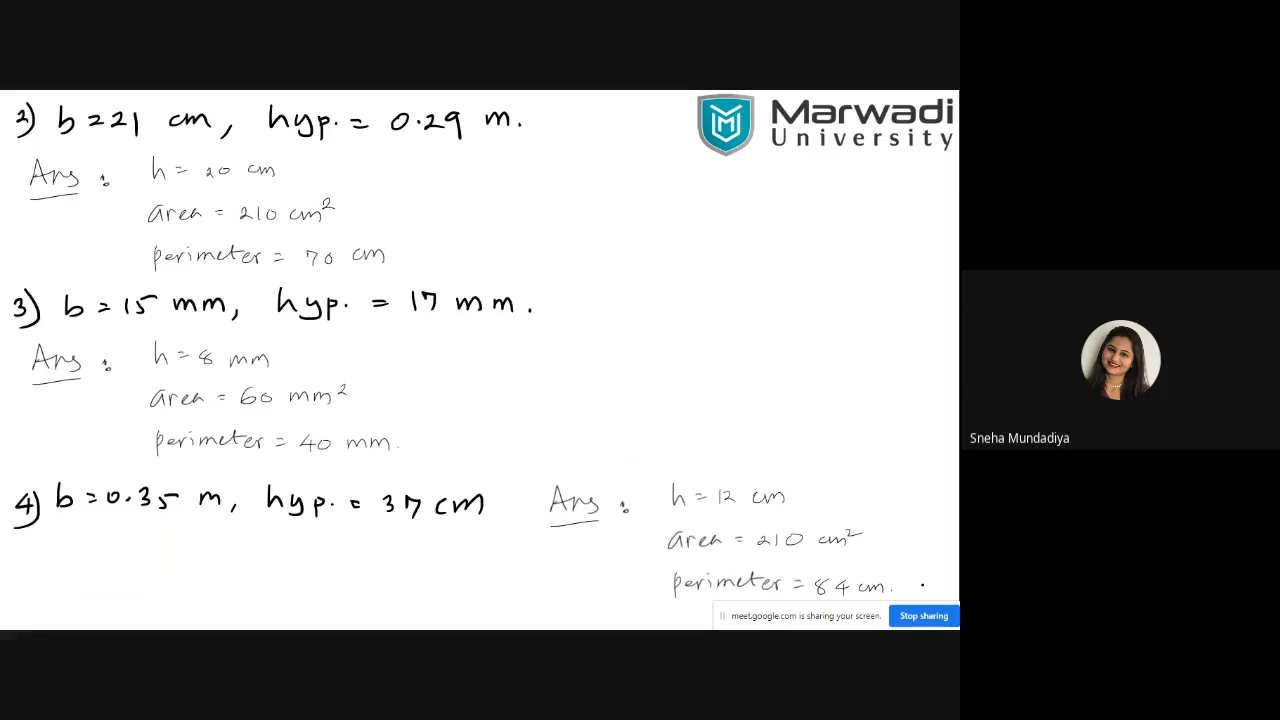 Marwadi
University
2) b = 21 cm, hyp. = 0.29 m.
Ans : h = 20 cm
area = 210 cm²
perimeter = 70 cm
3) b = 15 mm, hyp. = 17 mm.
Ans : h = 8 mm
area = 60 mm²
perimeter = 40 mm.
4) b = 0.35 m, hyp. = 37 cm
Ans : h = 12 cm
area = 210 cm²
perimeter = 84 cm.
meet.google.com is sharing your screen. Stop sharing
Sneha Mundadiya